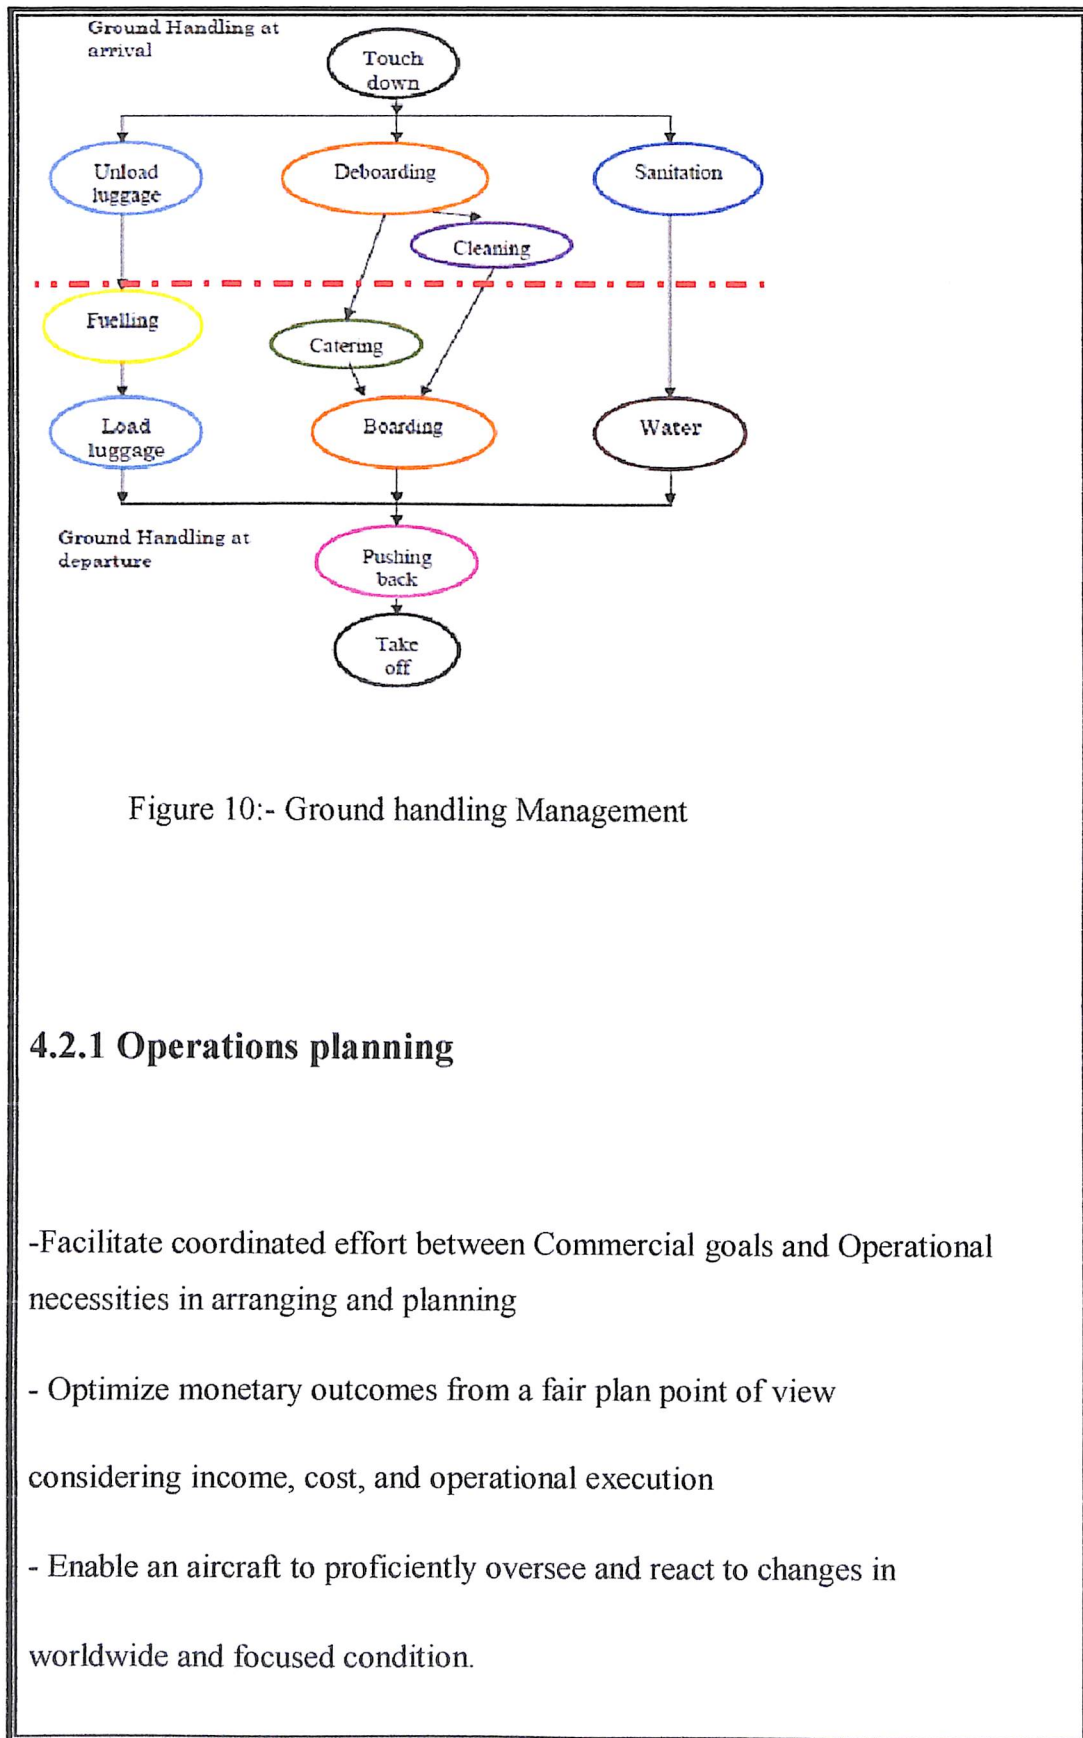 Ground Handling at
arrival
Touch
down
Unload
luggage
Deboarding
Sanitation
Cleaning
Fuelling
Catering
Load
luggage
Boarding
Water
Ground Handling at
departure
Pushing
back
Take
off
Figure 10:- Ground handling Management
4.2.1 Operations planning
-Facilitate coordinated effort between Commercial goals and Operational
necessities in arranging and planning
- Optimize monetary outcomes from a fair plan point of view
considering income, cost, and operational execution
- Enable an aircraft to proficiently oversee and react to changes in
worldwide and focused condition.